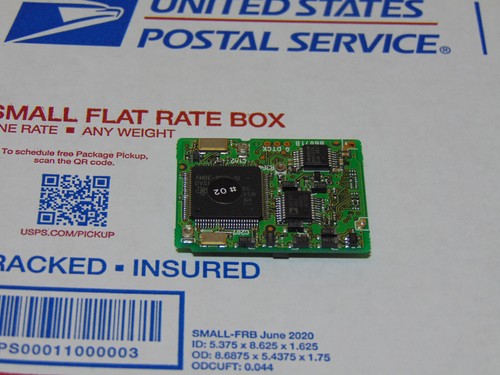 UNITED STATES
POSTAL SERVICE
®
SMALL FLAT RATE BOX
ONE RATE ■ ANY WEIGHT
To schedule free Package Pickup,
scan the QR code.
USPS.COM/PICKUP
RACKED ■ INSURED
PS00011000003
SMALL-FRB June 2020
ID: 5.375 x 8.625 x 1.625
OD: 8.6875 x 5.4375 x 1.75
ODCUFT: 0.044
# 02
DTCK